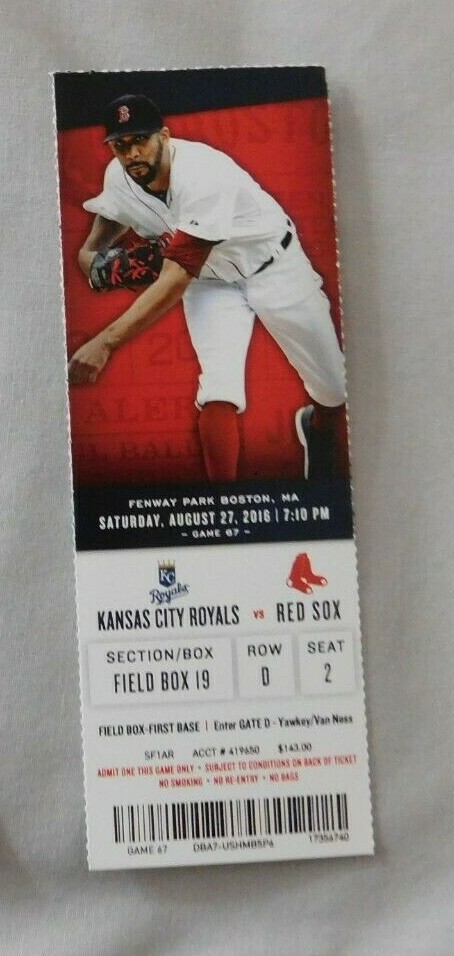 B
FENWAY PARK BOSTON, MA
SATURDAY, AUGUST 27, 2016 | 7:10 PM
- GAME 67 -
KC
Royals
KANSAS CITY ROYALS VS RED SOX
SECTION/BOX ROW SEAT
FIELD BOX 19 D 2
FIELD BOX-FIRST BASE | Enter GATE D - Yawkey/Van Ness
SF1AR ACCT # 419650 $143.00
ADMIT ONE THIS GAME ONLY • SUBJECT TO CONDITIONS ON BACK OF TICKET
NO SMOKING • NO RE-ENTRY • NO BAGS
GAME 67 DBA7-USHMB5P6 17356740